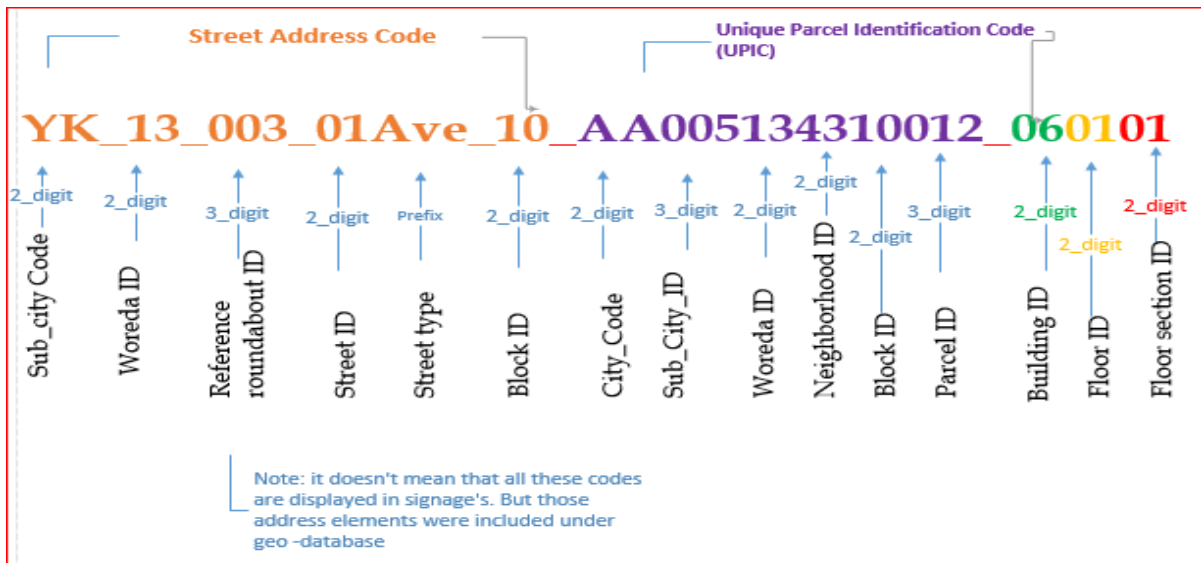 Street Address Code
Unique Parcel Identification Code
(UPIC)
YK_13_003_01Ave_10_AA005134310012_060101
2_digit
2_digit
3_digit
2_digit
Prefix
2_digit
2_digit
3_digit
2_digit
2_digit
2_digit
3_digit
2_digit
2_digit
2_digit
Sub_city Code
Woreda ID
Reference
roundabout ID
Street ID
Street type
Block ID
City_Code
Sub_City_ID
Woreda ID
Neighborhood ID
Block ID
Parcel ID
Building ID
Floor ID
Floor section ID
Note: it doesn't mean that all these codes
are displayed in signage's. But those
address elements were included under
geo -database